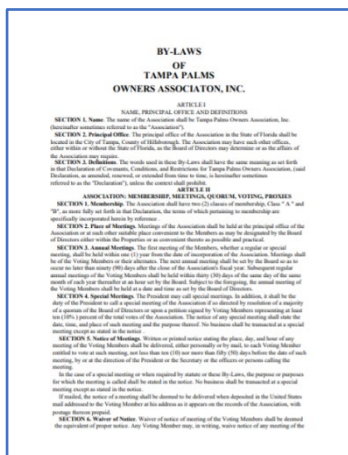 BY-LAWS
OF
TAMPA PALMS
OWNERS ASSOCIATON, INC.
ARTICLE I
NAME, PRINCIPAL OFFICE AND DEFINITIONS
SECTION 1. Name. The name of the Association shall be Tampa Palms Owners Association, Inc.
(hereinafter sometimes referred to as the "Association").
SECTION 2. Principal Office. The principal office of the Association in the State of Florida shall be
located in the City of Tampa, County of Hillsborough. The Association may have such other offices,
either within or without the State of Florida, as the Board of Directors may determine or as the affairs of
the Association may require.
SECTION 3. Definitions. The words used in these By-Laws shall have the same meaning as set forth
in that Declaration of Covenants, Conditions, and Restrictions for Tampa Palms Owners Association, (said
Declaration, as amended, renewed, or extended from time to time, is hereinafter sometimes
referred to as the "Declaration"), unless the context shall prohibit.
ARTICLE II
ASSOCIATION: MEMBERSHIP, MEETINGS, QUORUM, VOTING, PROXIES
SECTION 1. Membership. The Association shall have two (2) classes of membership, Class "A" and
"B", as more fully set forth in that Declaration, the terms of which pertaining to membership are
specifically incorporated herein by reference.
SECTION 2. Place of Meetings. Meetings of the Association shall be held at the principal office of the
Association or at such other suitable place convenient to the Members as may be designated by the Board
of Directors either within the Properties or as convenient thereto as possible and practical.
SECTION 3. Annual Meetings. The first meeting of the Members, whether a regular or special
meeting, shall be held within one (1) year from the date of incorporation of the Association. Meetings shall
be of the Voting Members or their alternates. The next annual meeting shall be set by the Board so as to
occur no later than ninety (90) days after the close of the Association's fiscal year. Subsequent regular
annual meetings of the Voting Members shall be held within thirty (30) days of the same day of the same
month of each year thereafter at an hour set by the Board. Subject to the foregoing, the annual meeting of
the Voting Members shall be held at a date and time as set by the Board of Directors.
SECTION 4. Special Meetings. The President may call special meetings. In addition, it shall be the
duty of the President to call a special meeting of the Association if so directed by resolution of a majority
of a quorum of the Board of Directors or upon a petition signed by Voting Members representing at least
ten (10%) percent of the total votes of the Association. The notice of any special meeting shall state the
date, time, and place of such meeting and the purpose thereof. No business shall be transacted at a special
meeting except as stated in the notice.
SECTION 5. Notice of Meetings. Written or printed notice stating the place, day, and hour of any
meeting of the Voting Members shall be delivered, either personally or by mail, to each Voting Member
entitled to vote at such meeting, not less than ten (10) nor more than fifty (50) days before the date of such
meeting, by or at the direction of the President or the Secretary or the officers or persons calling the
meeting.
In the case of a special meeting or when required by statute or these By-Laws, the purpose or purposes
for which the meeting is called shall be stated in the notice. No business shall be transacted at a special
meeting except as stated in the notice.
If mailed, the notice of a meeting shall be deemed to be delivered when deposited in the United States
mail addressed to the Voting Member at his address as it appears on the records of the Association, with
postage thereon prepaid.
SECTION 6. Waiver of Notice. Waiver of notice of meeting of the Voting Members shall be deemed
the equivalent of proper notice. Any Voting Member may, in writing, waive notice of any meeting of the